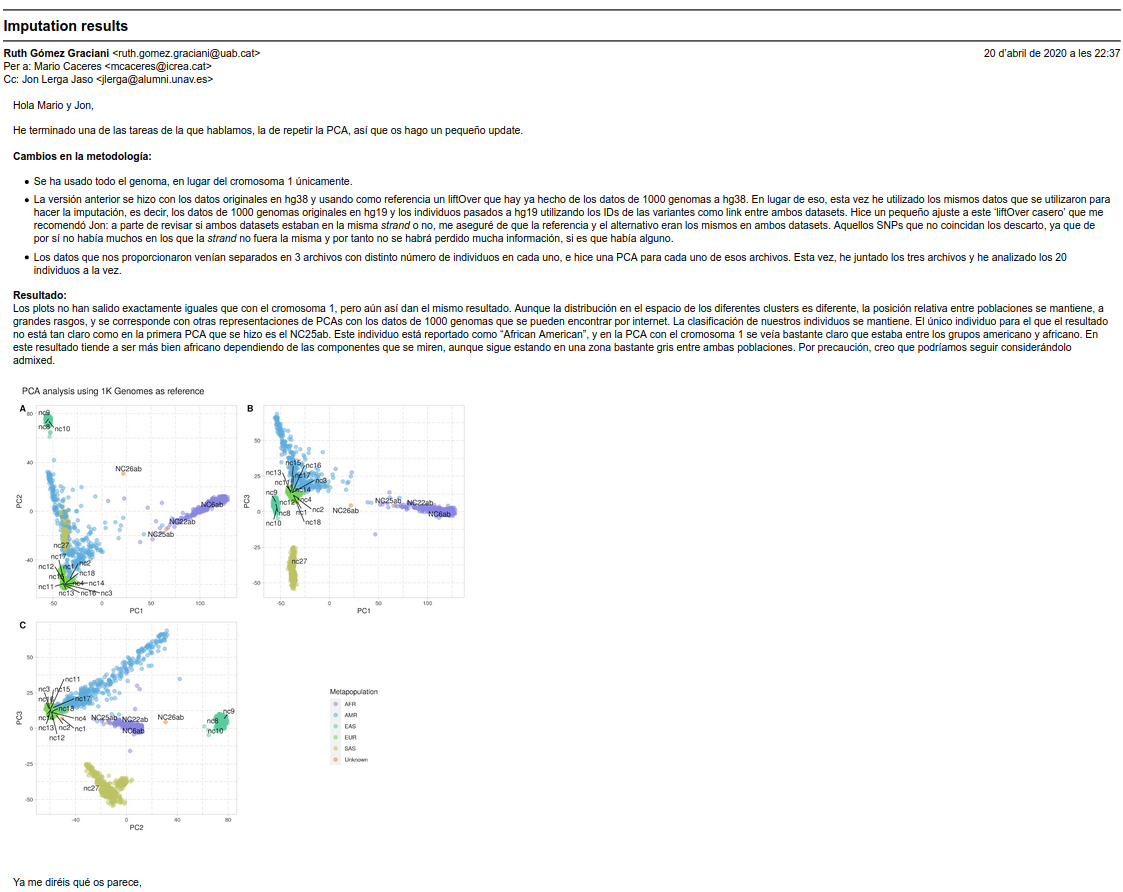 Imputation results
Ruth Gómez Graciani <ruth.gomez.graciani@uab.cat>
20 d'abril de 2020 a les 22:37
Per a: Mario Caceres <mcaceres@icrea.cat>
Cc: Jon Lerga Jaso <jlerga@alumni.unav.es>
Hola Mario y Jon,
He terminado una de las tareas de la que hablamos, la de repetir la PCA, así que os hago un pequeño update.
Cambios en la metodología:
• Se ha usado todo el genoma, en lugar del cromosoma 1 únicamente.
• La versión anterior se hizo con los datos originales en hg38 y usando como referencia un liftOver que hay ya hecho de los datos de 1000 genomas a hg38. En lugar de eso, esta vez he utilizado los mismos datos que se utilizaron para
hacer la imputación, es decir, los datos de 1000 genomas originales en hg19 y los individuos pasados a hg19 utilizando los IDs de las variantes como link entre ambos datasets. Hice un pequeño ajuste a este 'liftOver casero' que me
recomendó Jon: a parte de revisar si ambos datasets estaban en la misma strand o no, me aseguré de que la referencia y el alternativo eran los mismos en ambos datasets. Aquellos SNPs que no coincidan los descarto, ya que de
por sí no había muchos en los que la strand no fuera la misma y por tanto no se habrá perdido mucha información, si es que había alguno.
• Los datos que nos proporcionaron venían separados en 3 archivos con distinto número de individuos en cada uno, e hice una PCA para cada uno de esos archivos. Esta vez, he juntado los tres archivos y he analizado los 20
individuos a la vez.
Resultado:
Los plots no han salido exactamente iguales que con el cromosoma 1, pero aún así dan el mismo resultado. Aunque la distribución en el espacio de los diferentes clusters es diferente, la posición relativa entre poblaciones se mantiene, a
grandes rasgos, y se corresponde con otras representaciones de PCAs con los datos de 1000 genomas que se pueden encontrar por internet. La clasificación de nuestros individuos se mantiene. El único individuo para el que el resultado
no está tan claro como en la primera PCA que se hizo es el NC25ab. Este individuo está reportado como "African American", y en la PCA con el cromosoma 1 se veía bastante claro que estaba entre los grupos americano y africano. En
este resultado tiende a ser más bien africano dependiendo de las componentes que se miren, aunque sigue estando en una zona bastante gris entre ambas poblaciones. Por precaución, creo que podríamos seguir considerándolo
admixed.
PCA analysis using 1K Genomes as reference
A
80
40
0
-40
-50
0
50
100
PC2
PC1
nc9
nc8
nc10
NC26ab
NC6ab
NC22ab
NC25ab
nc27
nc17
nc12
nc2
nc18
nc11
nc4
nc14
nc13
nc16
nc3
B
50
25
0
-25
-50
-50
0
50
100
PC3
PC1
nc15
nc16
nc13
nc17
nc11
nc3
nc14
nc9
nc12
nc4
nc8
nc1
nc2
nc10
nc18
NC26ab
NC25ab
NC22ab
NC6ab
nc27
C
50
25
0
-25
-50
-40
0
40
80
PC3
PC2
nc11
nc3
nc15
nc17
nc18
nc4
nc13
nc2
nc1
nc12
NC25ab
NC22ab
NC6ab
NC26ab
nc9
nc8
nc10
nc27
Metapopulation
AFR
AMR
EAS
EUR
SAS
Unknown
Ya me diréis qué os parece,